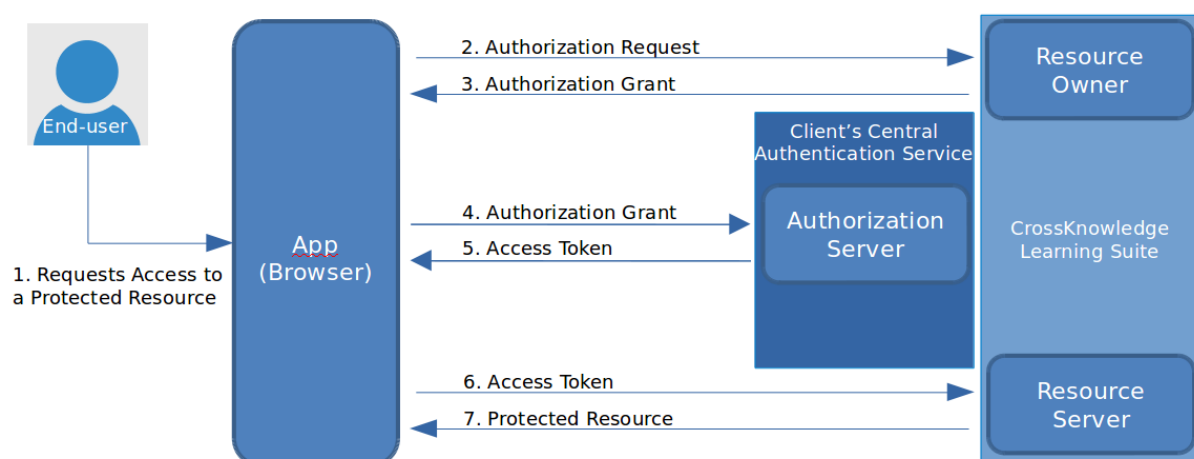 End-user
1. Requests Access to
a Protected Resource
App
(Browser)
2. Authorization Request
3. Authorization Grant
4. Authorization Grant
5. Access Token
6. Access Token
7. Protected Resource
Client's Central
Authentication Service
Authorization
Server
Resource
Owner
CrossKnowledge
Learning Suite
Resource
Server